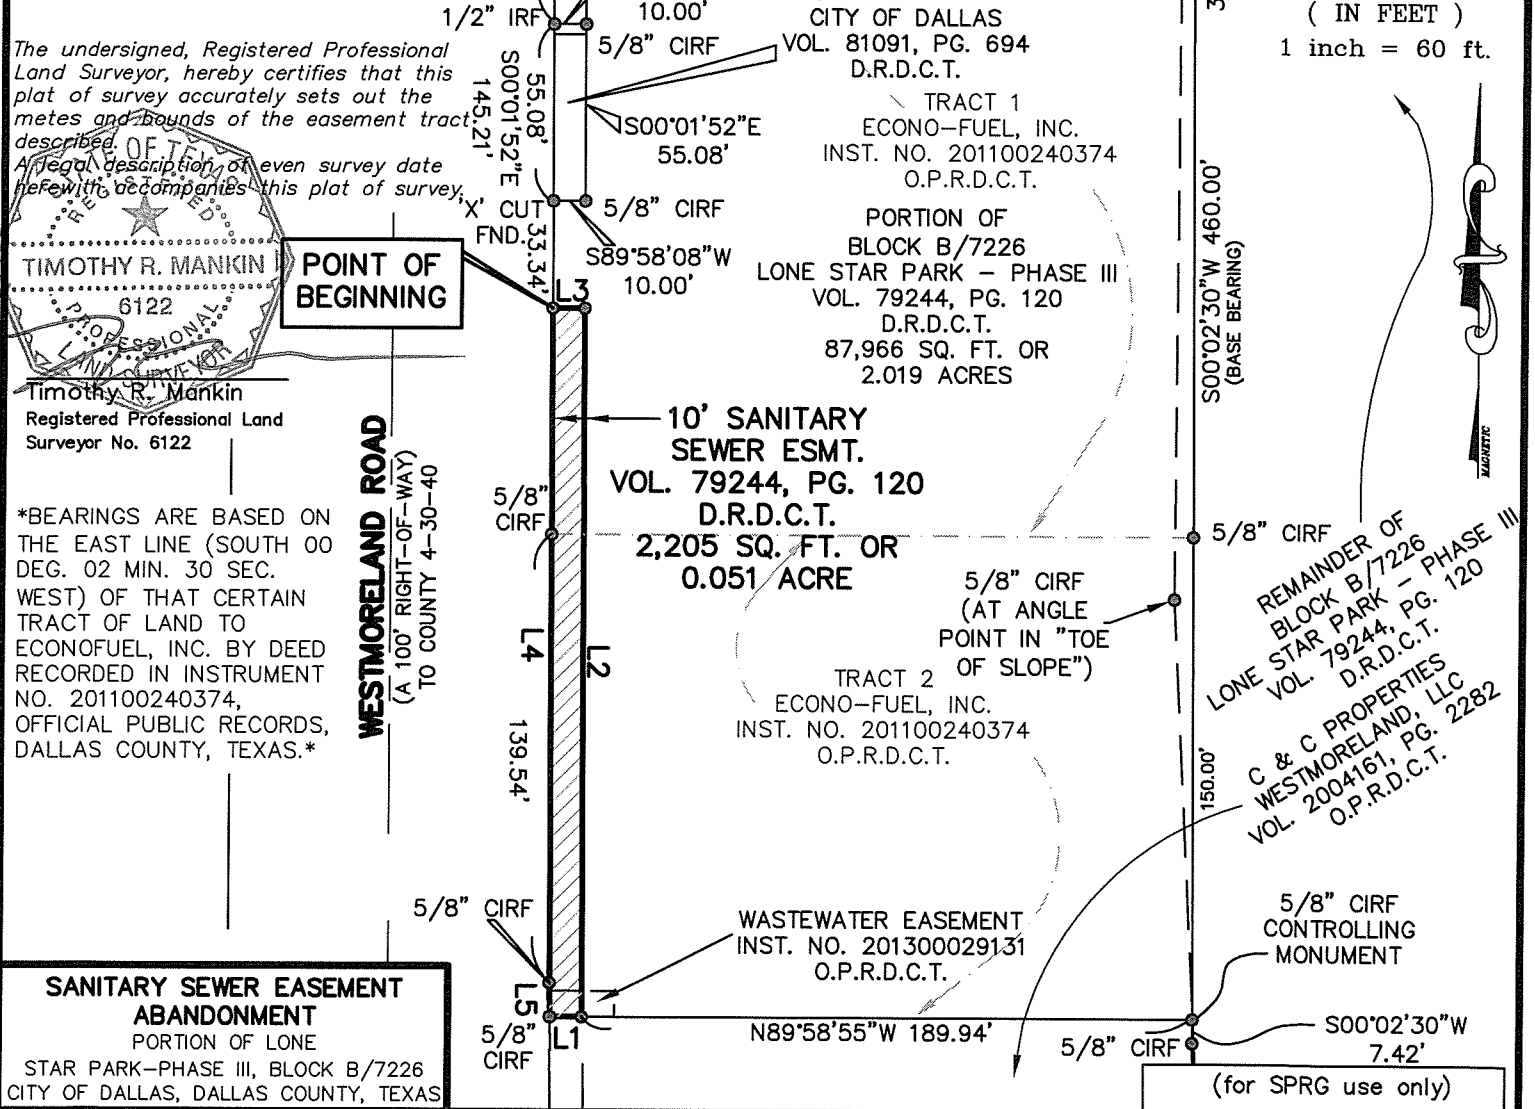 1/2" IRF
10.00'
5/8" CIRF
CITY OF DALLAS
VOL. 81091, PG. 694
D.R.D.C.T.
3
( IN FEET )
1 inch = 60 ft.
The undersigned, Registered Professional
Land Surveyor, hereby certifies that this
plat of survey accurately sets out the
metes and bounds of the easement tract
described.
A legal description of even survey date
herewith accompanies this plat of survey.
STATE OF TEXAS
REGISTERED
TIMOTHY R. MANKIN
6122
PROFESSIONAL
LAND SURVEYOR
Timothy R. Mankin
Registered Professional Land
Surveyor No. 6122
55.08'
S00°01'52"E
145.21'
S00°01'52"E
55.08'
TRACT 1
ECONO-FUEL, INC.
INST. NO. 201100240374
O.P.R.D.C.T.
'X' CUT
FND.
5/8" CIRF
33.34'
S89°58'08"W
10.00'
POINT OF
BEGINNING
L3
PORTION OF
BLOCK B/7226
LONE STAR PARK - PHASE III
VOL. 79244, PG. 120
D.R.D.C.T.
87,966 SQ. FT. OR
2.019 ACRES
S00°02'30"W 460.00'
(BASE BEARING)
MAGNETIC
10' SANITARY
SEWER ESMT.
VOL. 79244, PG. 120
D.R.D.C.T.
2,205 SQ. FT. OR
0.051 ACRE
5/8"
CIRF
WESTMORELAND ROAD
(A 100' RIGHT-OF-WAY)
TO COUNTY 4-30-40
*BEARINGS ARE BASED ON
THE EAST LINE (SOUTH 00
DEG. 02 MIN. 30 SEC.
WEST) OF THAT CERTAIN
TRACT OF LAND TO
ECONOFUEL, INC. BY DEED
RECORDED IN INSTRUMENT
NO. 201100240374,
OFFICIAL PUBLIC RECORDS,
DALLAS COUNTY, TEXAS.*
L4
L2
139.54'
5/8" CIRF
5/8" CIRF
(AT ANGLE
POINT IN "TOE
OF SLOPE")
TRACT 2
ECONO-FUEL, INC.
INST. NO. 201100240374
O.P.R.D.C.T.
REMAINDER OF
BLOCK B/7226
LONE STAR PARK - PHASE III
VOL. 79244, PG. 120
D.R.D.C.T.
C & C PROPERTIES
WESTMORELAND, LLC
VOL. 2004161, PG. 2282
O.P.R.D.C.T.
150.00'
5/8" CIRF
WASTEWATER EASEMENT
INST. NO. 201300029131
O.P.R.D.C.T.
5/8" CIRF
CONTROLLING
MONUMENT
L5
5/8"
CIRF
L1
N89°58'55"W 189.94'
5/8" CIRF
S00°02'30"W
7.42'
SANITARY SEWER EASEMENT
ABANDONMENT
PORTION OF LONE
STAR PARK-PHASE III, BLOCK B/7226
CITY OF DALLAS, DALLAS COUNTY, TEXAS
(for SPRG use only)